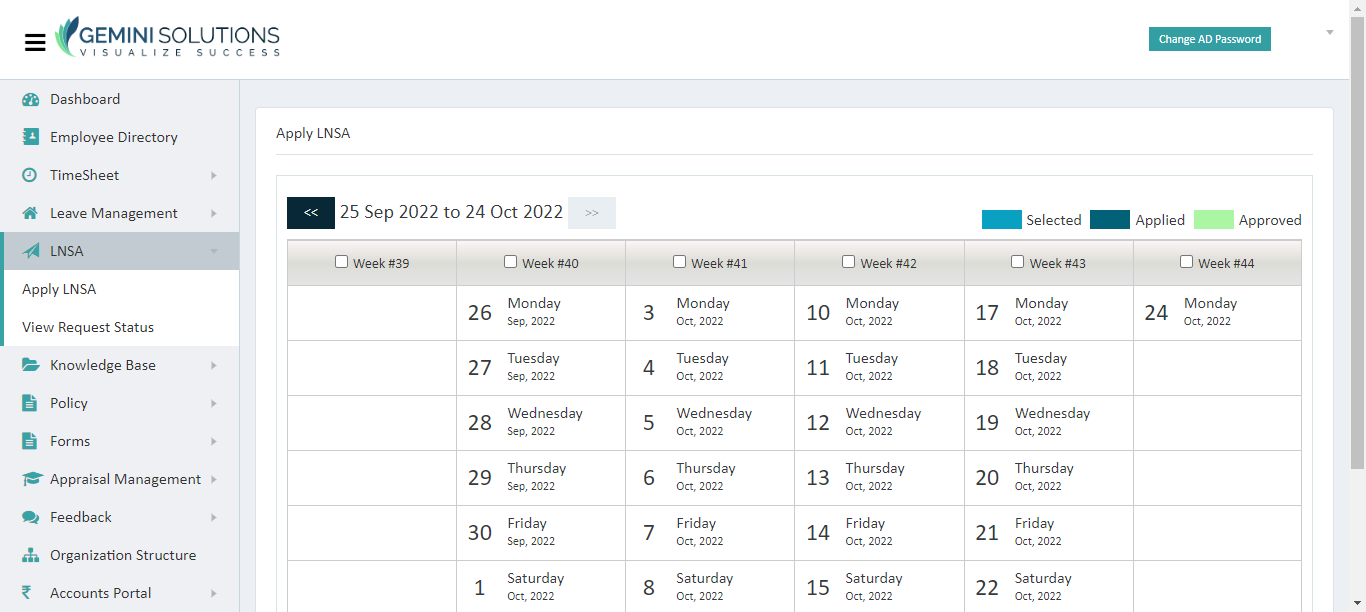 GEMINI SOLUTIONS
VISUALIZE SUCCESS
Change AD Password
Dashboard
Employee Directory
TimeSheet
Leave Management
LNSA
Apply LNSA
View Request Status
Knowledge Base
Policy
Forms
Appraisal Management
Feedback
Organization Structure
Accounts Portal
Apply LNSA
<< 25 Sep 2022 to 24 Oct 2022 >>
Selected Applied Approved
Week #39 Week #40 Week #41 Week #42 Week #43 Week #44
26 Monday 3 Monday 10 Monday 17 Monday 24 Monday
Sep, 2022 Oct, 2022 Oct, 2022 Oct, 2022 Oct, 2022
27 Tuesday 4 Tuesday 11 Tuesday 18 Tuesday
Sep, 2022 Oct, 2022 Oct, 2022 Oct, 2022
28 Wednesday 5 Wednesday 12 Wednesday 19 Wednesday
Sep, 2022 Oct, 2022 Oct, 2022 Oct, 2022
29 Thursday 6 Thursday 13 Thursday 20 Thursday
Sep, 2022 Oct, 2022 Oct, 2022 Oct, 2022
30 Friday 7 Friday 14 Friday 21 Friday
Sep, 2022 Oct, 2022 Oct, 2022 Oct, 2022
1 Saturday 8 Saturday 15 Saturday 22 Saturday
Oct, 2022 Oct, 2022 Oct, 2022 Oct, 2022